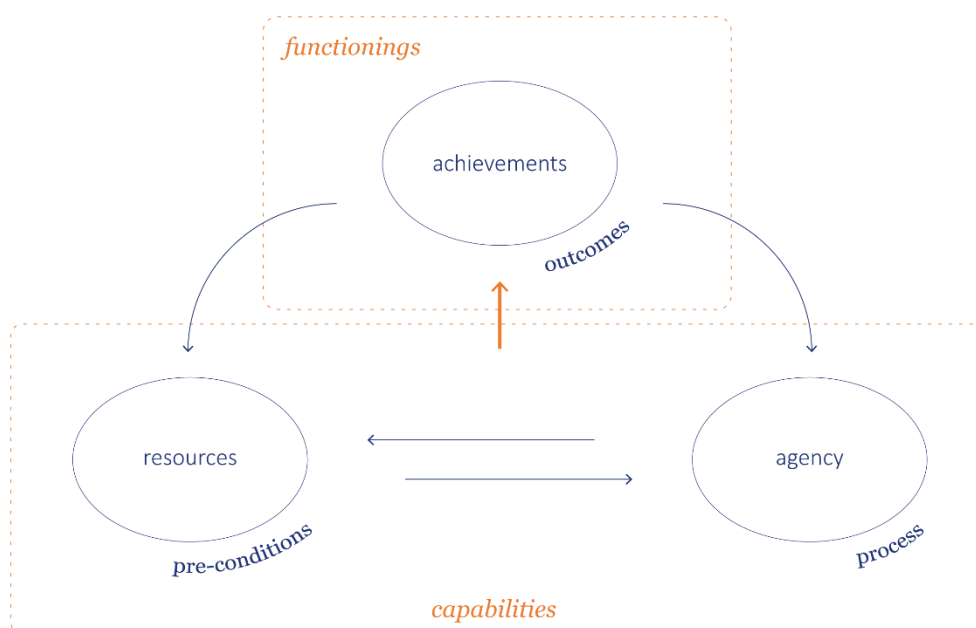 functionings
achievements
outcomes
resources
agency
pre-conditions
process
capabilities